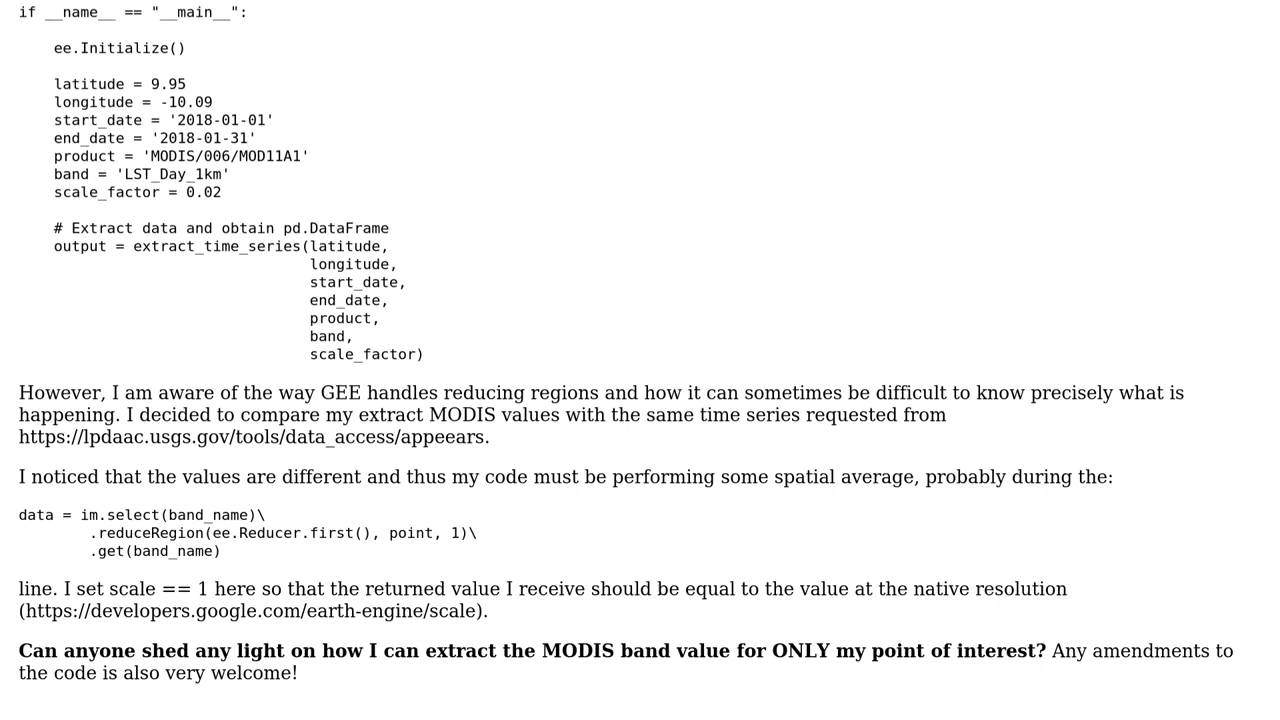 if __name__ == "__main__":
ee.Initialize()
latitude = 9.95
longitude = -10.09
start_date = '2018-01-01'
end_date = '2018-01-31'
product = 'MODIS/006/MOD11A1'
band = 'LST_Day_1km'
scale_factor = 0.02
# Extract data and obtain pd.DataFrame
output = extract_time_series(latitude,
longitude,
start_date,
end_date,
product,
band,
scale_factor)
However, I am aware of the way GEE handles reducing regions and how it can sometimes be difficult to know precisely what is
happening. I decided to compare my extract MODIS values with the same time series requested from
https://lpdaac.usgs.gov/tools/data_access/appeears.
I noticed that the values are different and thus my code must be performing some spatial average, probably during the:
data = im.select(band_name)\
.reduceRegion(ee.Reducer.first(), point, 1)\
.get(band_name)
line. I set scale == 1 here so that the returned value I receive should be equal to the value at the native resolution
(https://developers.google.com/earth-engine/scale).
Can anyone shed any light on how I can extract the MODIS band value for ONLY my point of interest? Any amendments to
the code is also very welcome!